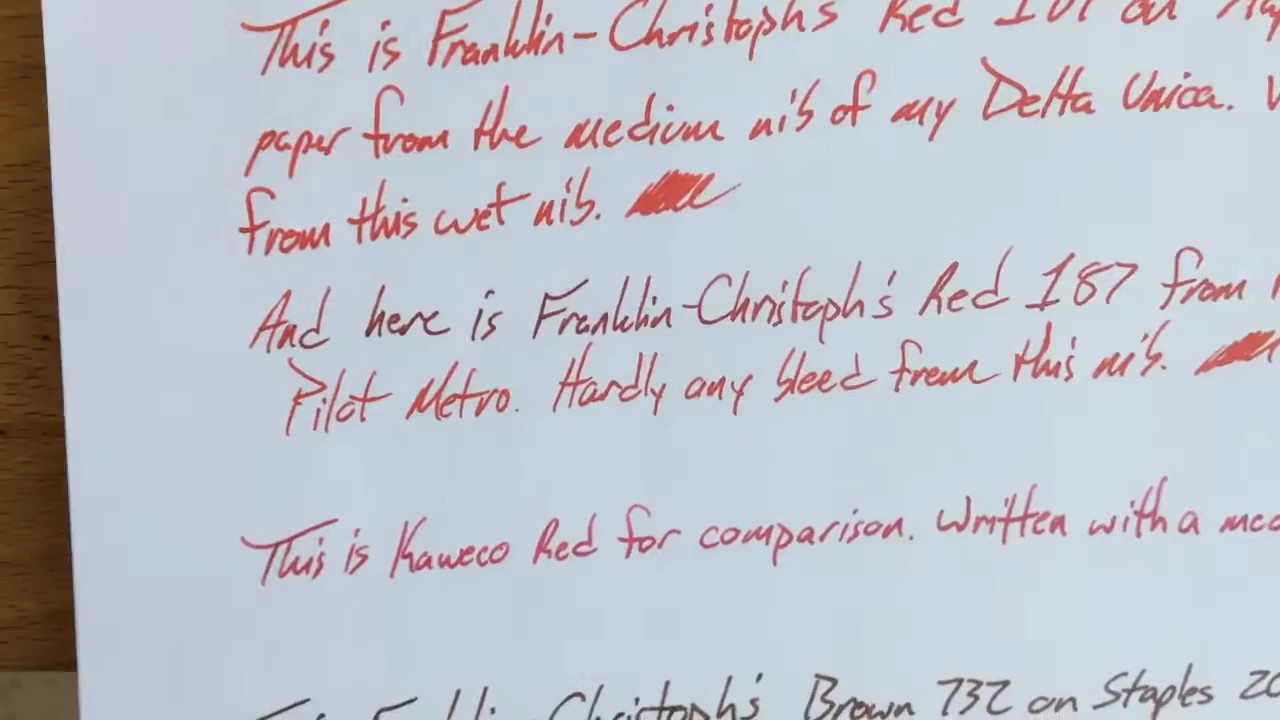 This is Franklin-Christoph's Red 187 on
paper from the medium nib of my Delta Unica.
from this wet nib.
And here is Franklin-Christoph's Red 187 from
Pilot Metro. Hardly any bleed from this nib.
This is Kaweco Red for comparison. Written with a
Christoph's Brown 732 on Staples